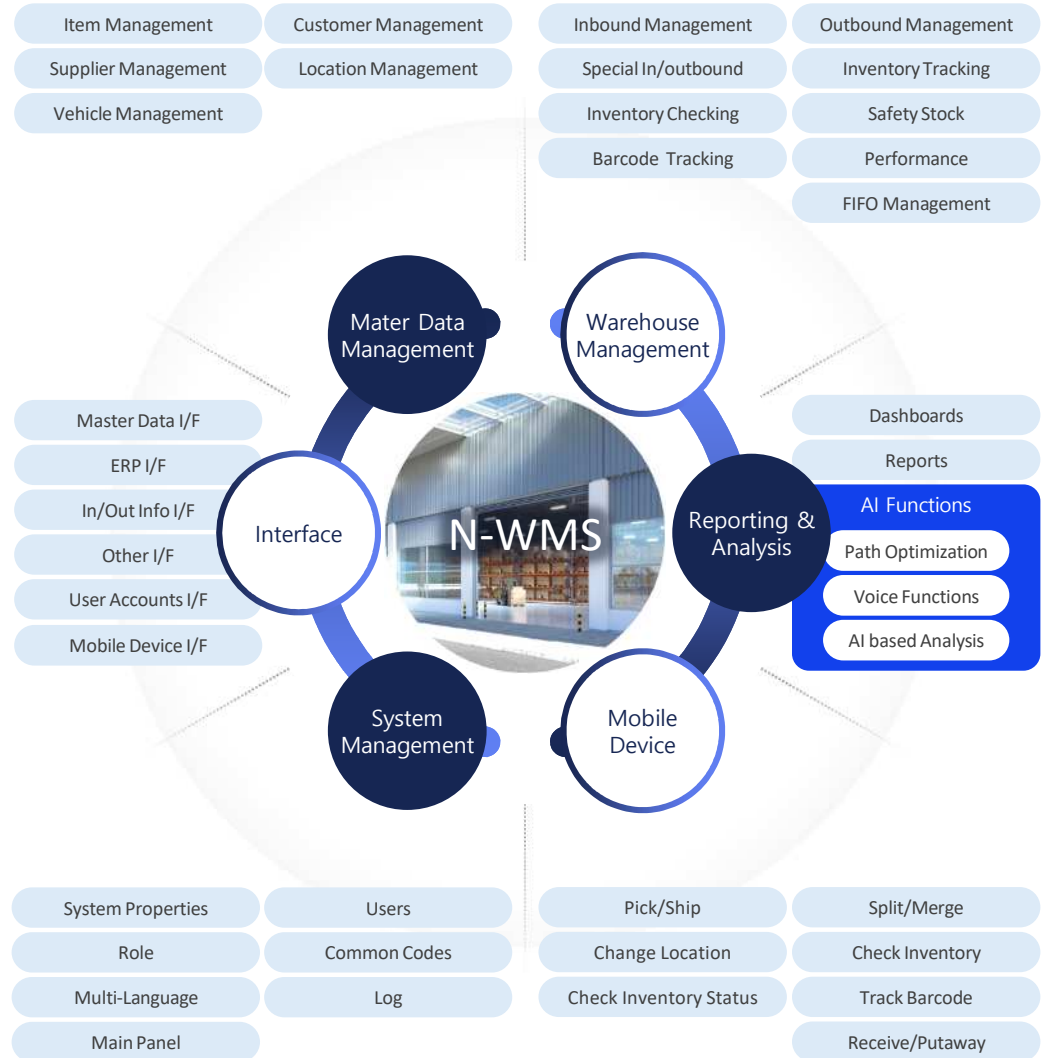 Item Management
Customer Management
Supplier Management
Location Management
Vehicle Management
Inbound Management
Outbound Management
Special In/outbound
Inventory Tracking
Inventory Checking
Safety Stock
Barcode Tracking
Performance
FIFO Management
Mater Data
Management
Warehouse
Management
Master Data I/F
ERP I/F
In/Out Info I/F
Other I/F
User Accounts I/F
Mobile Device I/F
Interface
N-WMS
Reporting &
Analysis
Dashboards
Reports
AI Functions
Path Optimization
Voice Functions
AI based Analysis
System
Management
Mobile
Device
System Properties
Users
Role
Common Codes
Multi-Language
Log
Main Panel
Pick/Ship
Split/Merge
Change Location
Check Inventory
Check Inventory Status
Track Barcode
Receive/Putaway